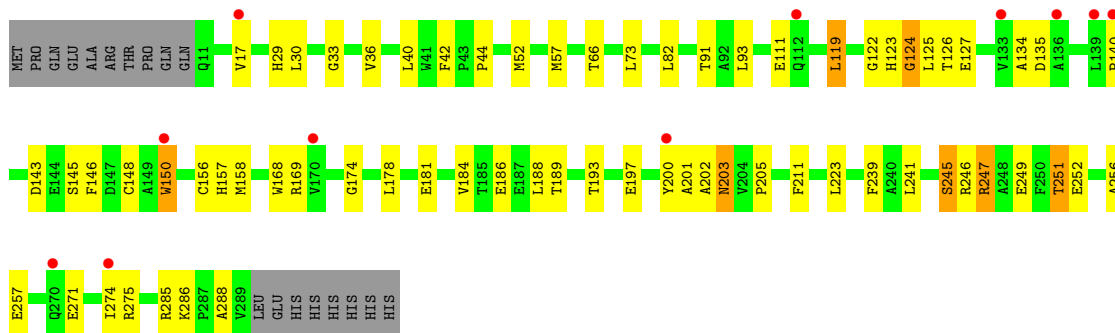 MET PRO GLN GLU ALA ARG THR PRO GLN GLN Q11 V17 H29 L30 G33 V36 L40 W41 F42 P43 P44 M52 M57 T66 L73 L82 T91 A92 L93 E111 Q112 L119 G122 H123 G124 L125 T126 E127 V133 A134 D135 A136 L139
D143 E144 S145 F146 D147 C148 A149 W150 C156 H157 M158 W168 R169 V170 G174 L178 E181 V184 T185 E186 E187 L188 T189 T193 E197 Y200 A201 A202 N203 V204 P205 F211 L223 F239 A240 L241 S245 R246 R247 A248 E249 F250 T251 E252
E257 Q270 E271 I274 R275 R285 K286 P287 A288 V289 LEU GLU HIS HIS HIS HIS HIS HIS